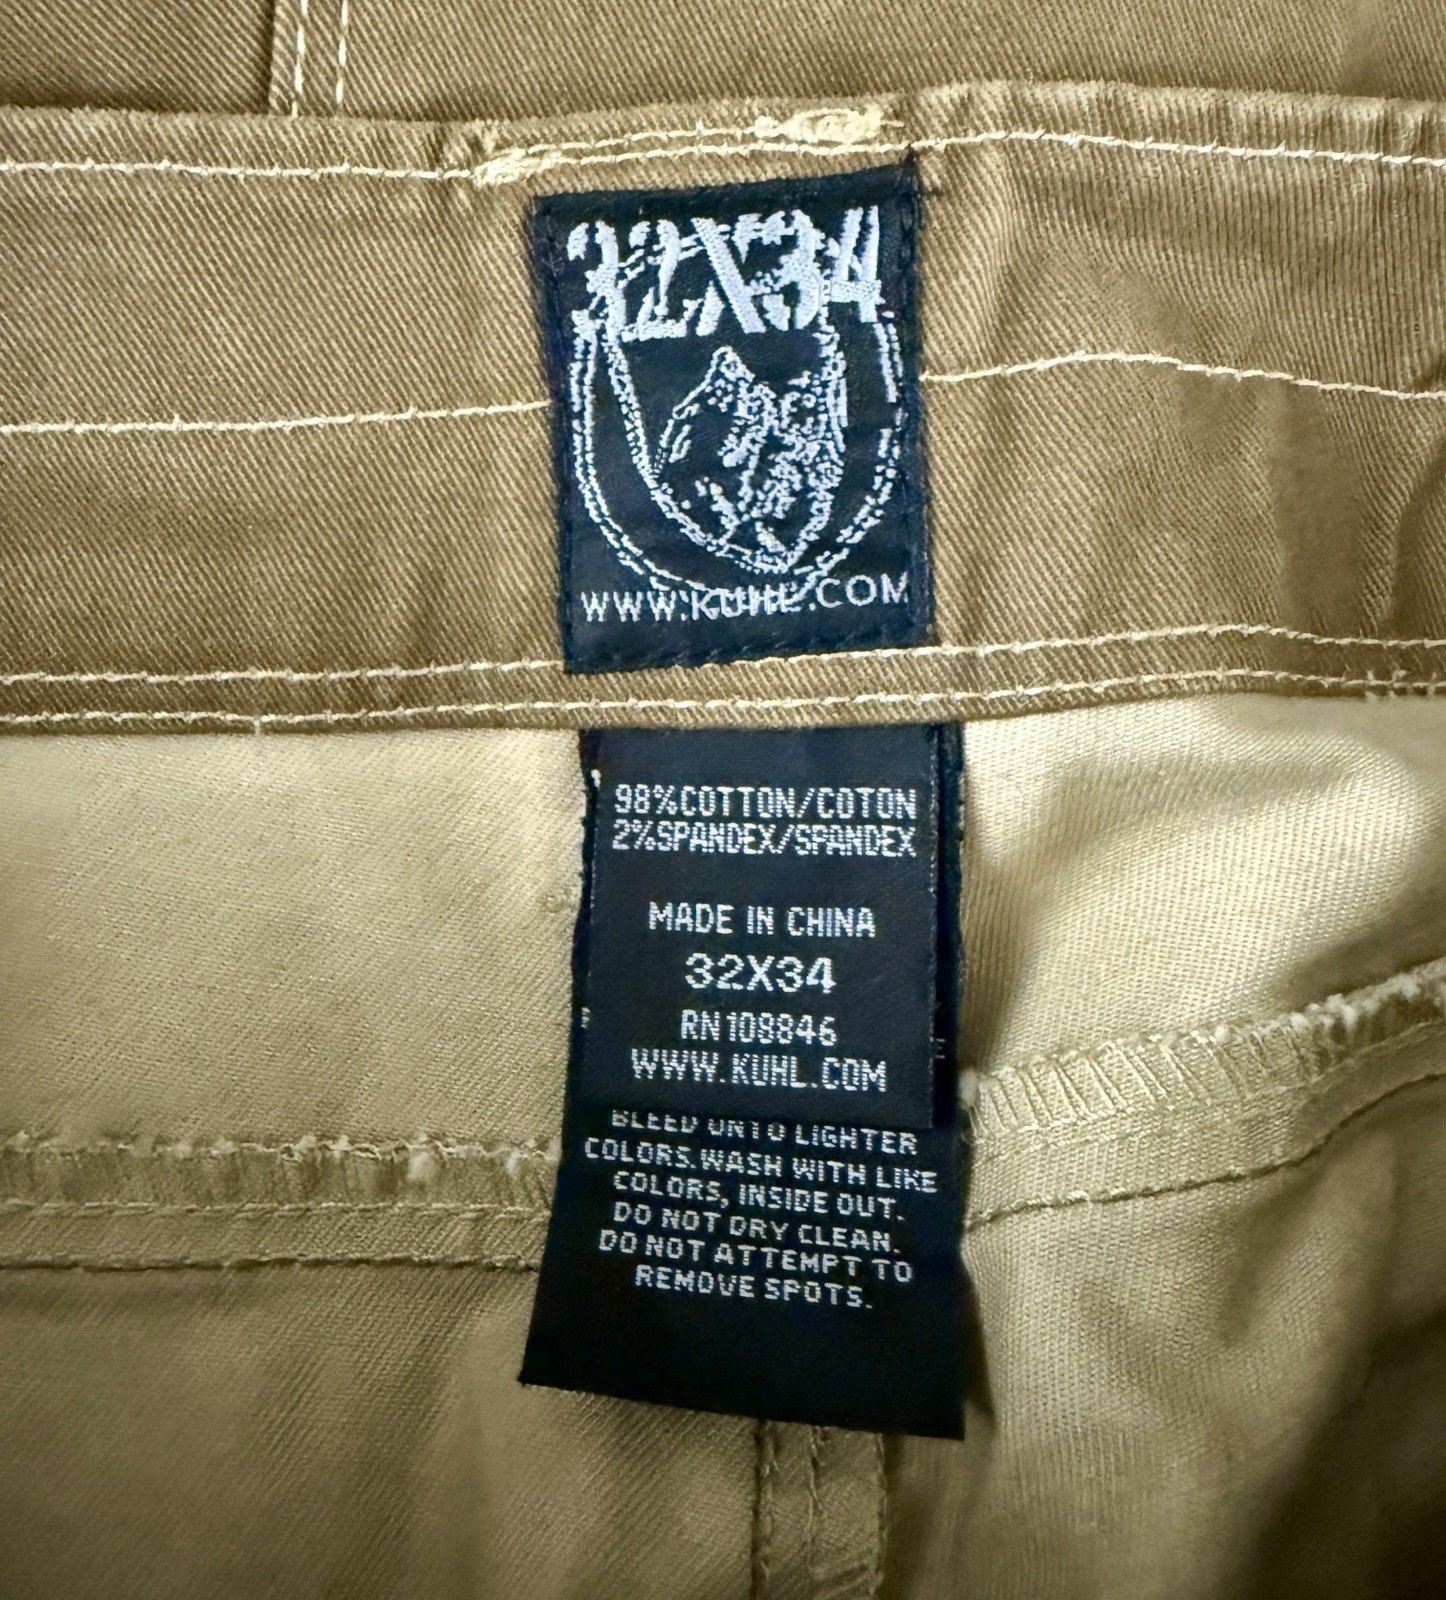 32X34
WWW.KUHL.COM
98%COTTON/COTON
2%SPANDEX/SPANDEX
MADE IN CHINA
32X34
RN108846
WWW.KUHL.COM
BLEED ONTO LIGHTER
COLORS.WASH WITH LIKE
COLORS, INSIDE OUT.
DO NOT DRY CLEAN.
DO NOT ATTEMPT TO
REMOVE SPOTS.